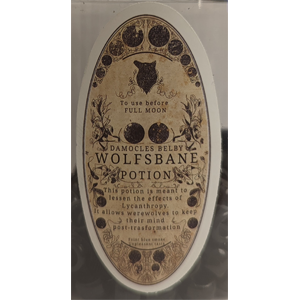 To use before
FULL MOON
DAMOCLES BELBY
WOLFSBANE
POTION
This potion is meant to
lessen the effects of
Lycanthropy.
It allows werewolves to keep
their mind
post-trasformation